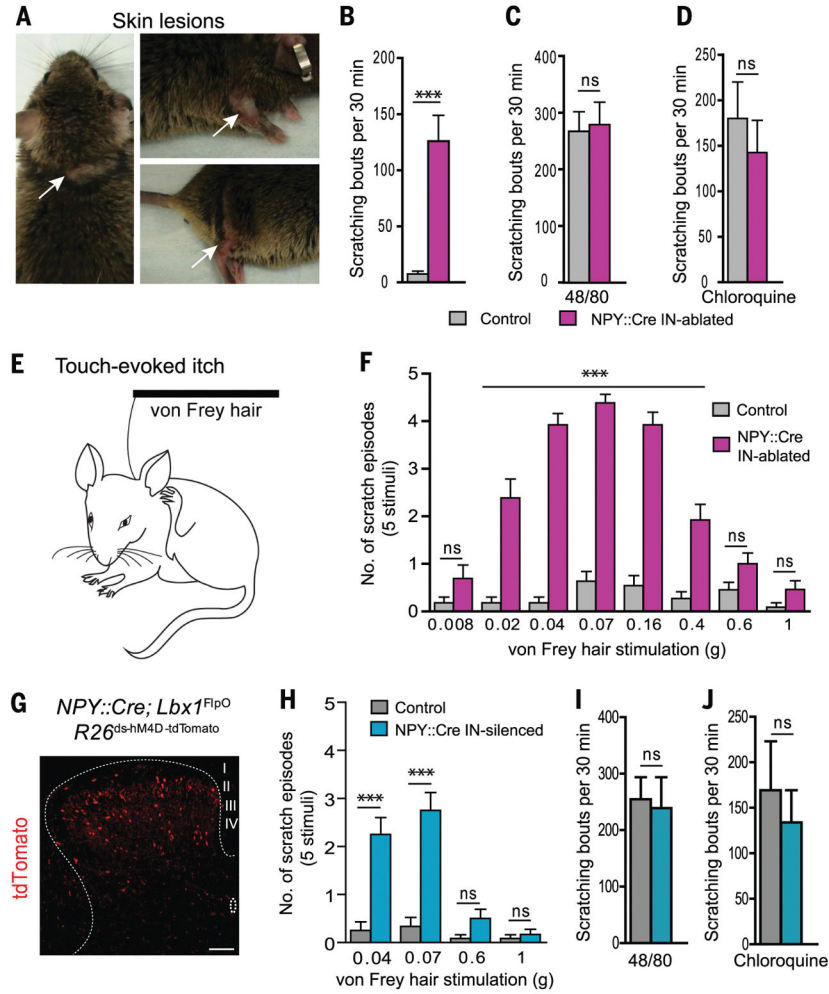 A
Skin lesions
B
Scratching bouts per 30 min
200
150
100
50
0
***
C
Scratching bouts per 30 min
400
300
200
100
0
ns
48/80
D
Scratching bouts per 30 min
250
200
150
100
50
0
ns
Chloroquine
Control
NPY::Cre IN-ablated
E
Touch-evoked itch
von Frey hair
F
No. of scratch episodes
(5 stimuli)
5
4
3
2
1
0
***
ns
ns
ns
Control
NPY::Cre
IN-ablated
0.008 0.02 0.04 0.07 0.16 0.4 0.6 1
von Frey hair stimulation (g)
G
NPY::Cre; Lbx1FlpO
R26ds-hM4D-tdTomato
tdTomato
I
II
III
IV
H
No. of scratch episodes
(5 stimuli)
5
4
3
2
1
0
Control
NPY::Cre IN-silenced
***
***
ns
ns
0.04 0.07 0.6 1
von Frey hair stimulation (g)
I
Scratching bouts per 30 min
400
300
200
100
0
ns
48/80
J
Scratching bouts per 30 min
250
200
150
100
50
0
ns
Chloroquine